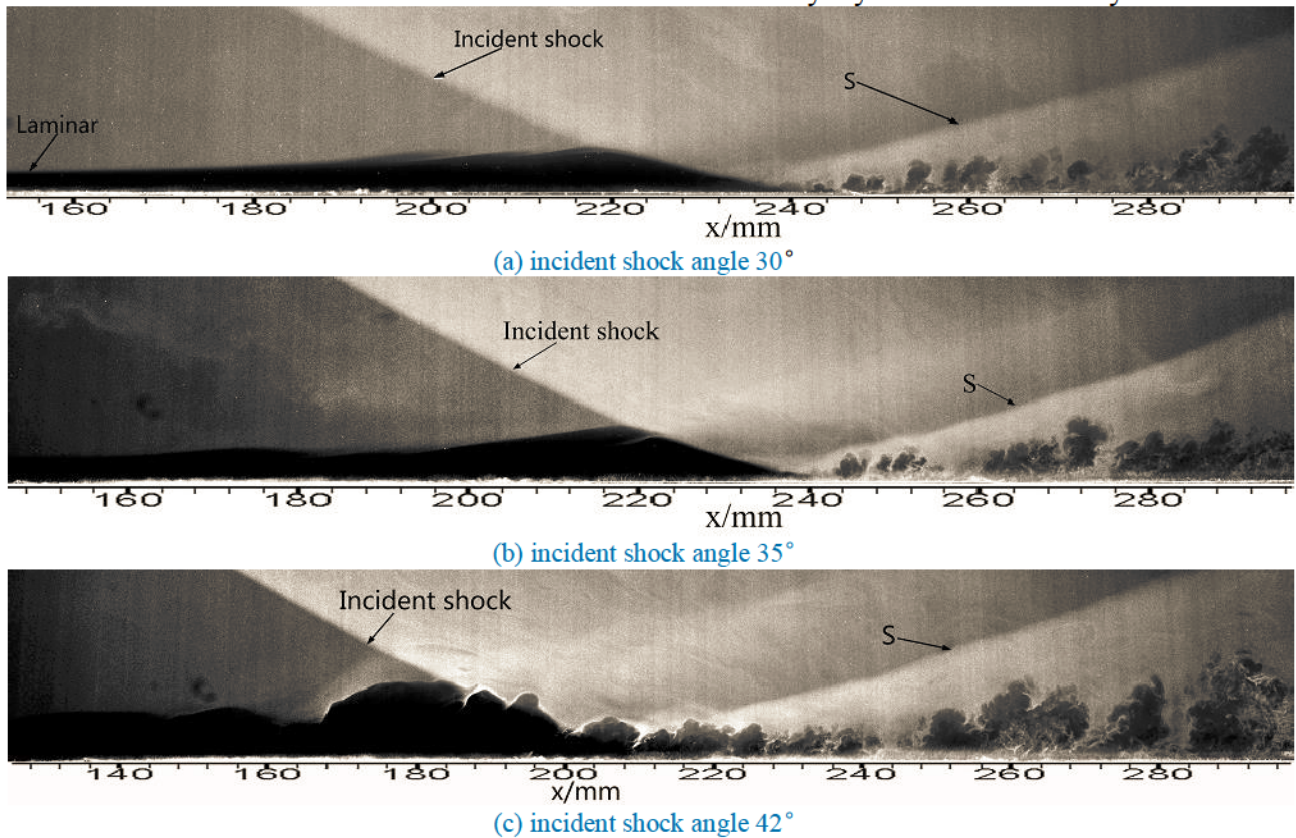 Incident shock
S
Laminar
160 180 200 220 240 260 280
x/mm
(a) incident shock angle 30°
Incident shock
S
160 180 200 220 240 260 280
x/mm
(b) incident shock angle 35°
Incident shock
S
140 160 180 200 220 240 260 280
x/mm
(c) incident shock angle 42°